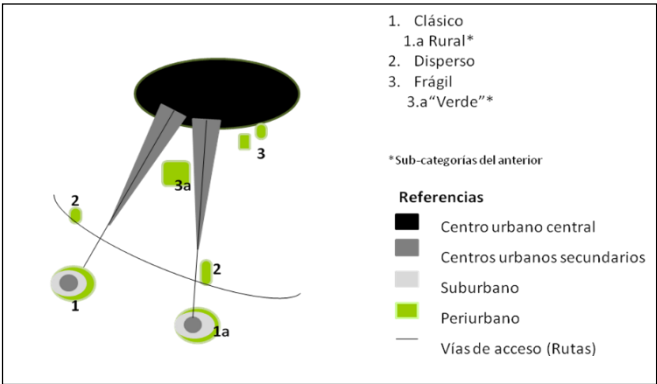 1. Clásico
1.a Rural*
2. Disperso
3. Frágil
3.a“Verde”*
*Sub-categorías del anterior
Referencias
Centro urbano central
Centros urbanos secundarios
Suburbano
Periurbano
Vías de acceso (Rutas)
3
3a
2
2
1
1a